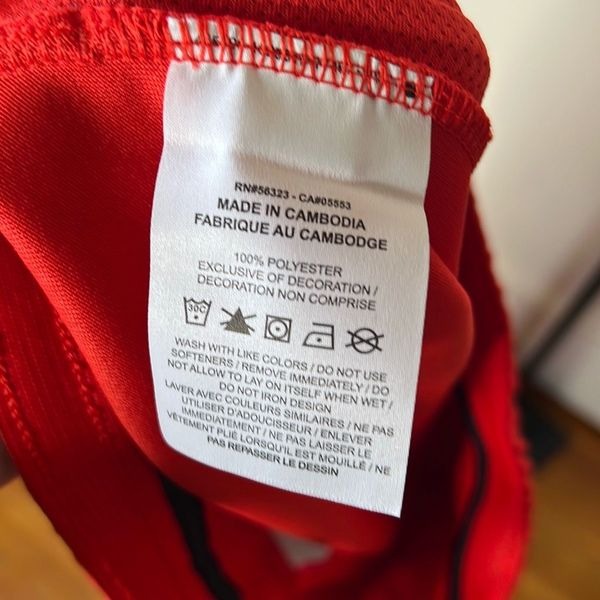 RN#56323 - CA#05553
MADE IN CAMBODIA
FABRIQUE AU CAMBODGE
100% POLYESTER
EXCLUSIVE OF DECORATION /
DECORATION NON COMPRISE
30C
WASH WITH LIKE COLORS / DO NOT USE
SOFTENERS / REMOVE IMMEDIATELY / DO
NOT ALLOW TO LAY ON ITSELF WHEN WET /
DO NOT IRON DESIGN
LAVER AVEC COULEURS SIMILAIRES / NE PAS
UTILISER D'ADOUCISSEUR / ENLEVER
IMMÉDIATEMENT / NE PAS LAISSER LE
VÊTEMENT PLIÉ LORSQU'IL EST MOUILLÉ / NE
PAS REPASSER LE DESSIN